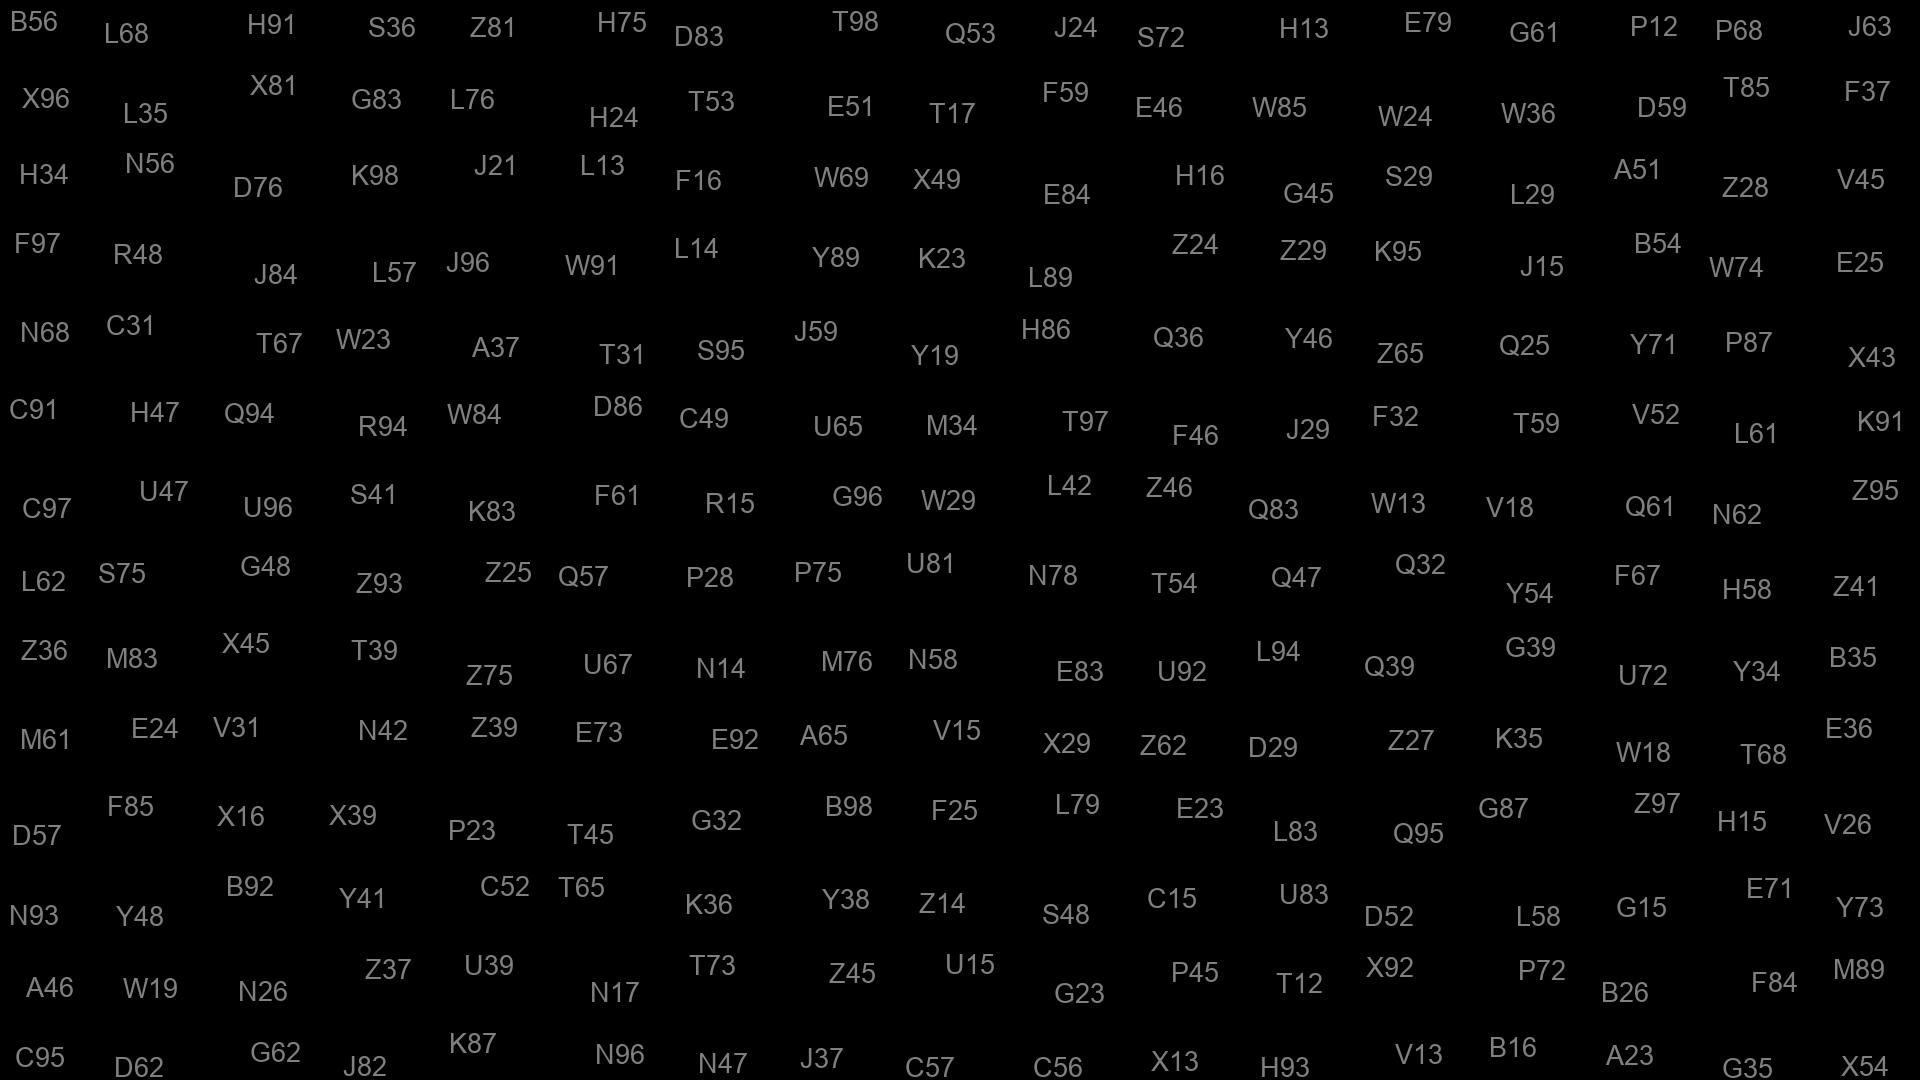 B56 L68 H91 S36 Z81 H75 D83 T98 Q53 J24 S72 H13 E79 G61 P12 P68 J63
X96 L35 X81 G83 L76 H24 T53 E51 T17 F59 E46 W85 W24 W36 D59 T85 F37
H34 N56 D76 K98 J21 L13 F16 W69 X49 E84 H16 G45 S29 L29 A51 Z28 V45
F97 R48 J84 L57 J96 W91 L14 Y89 K23 L89 Z24 Z29 K95 J15 B54 W74 E25
N68 C31 T67 W23 A37 T31 S95 J59 Y19 H86 Q36 Y46 Z65 Q25 Y71 P87 X43
C91 H47 Q94 R94 W84 D86 C49 U65 M34 T97 F46 J29 F32 T59 V52 L61 K91
C97 U47 U96 S41 K83 F61 R15 G96 W29 L42 Z46 Q83 W13 V18 Q61 N62 Z95
L62 S75 G48 Z93 Z25 Q57 P28 P75 U81 N78 T54 Q47 Q32 Y54 F67 H58 Z41
Z36 M83 X45 T39 Z75 U67 N14 M76 N58 E83 U92 L94 Q39 G39 U72 Y34 B35
M61 E24 V31 N42 Z39 E73 E92 A65 V15 X29 Z62 D29 Z27 K35 W18 T68 E36
D57 F85 X16 X39 P23 T45 G32 B98 F25 L79 E23 L83 Q95 G87 Z97 H15 V26
N93 Y48 B92 Y41 C52 T65 K36 Y38 Z14 S48 C15 U83 D52 L58 G15 E71 Y73
A46 W19 N26 Z37 U39 N17 T73 Z45 U15 G23 P45 T12 X92 P72 B26 F84 M89
C95 D62 G62 J82 K87 N96 N47 J37 C57 C56 X13 H93 V13 B16 A23 G35 X54